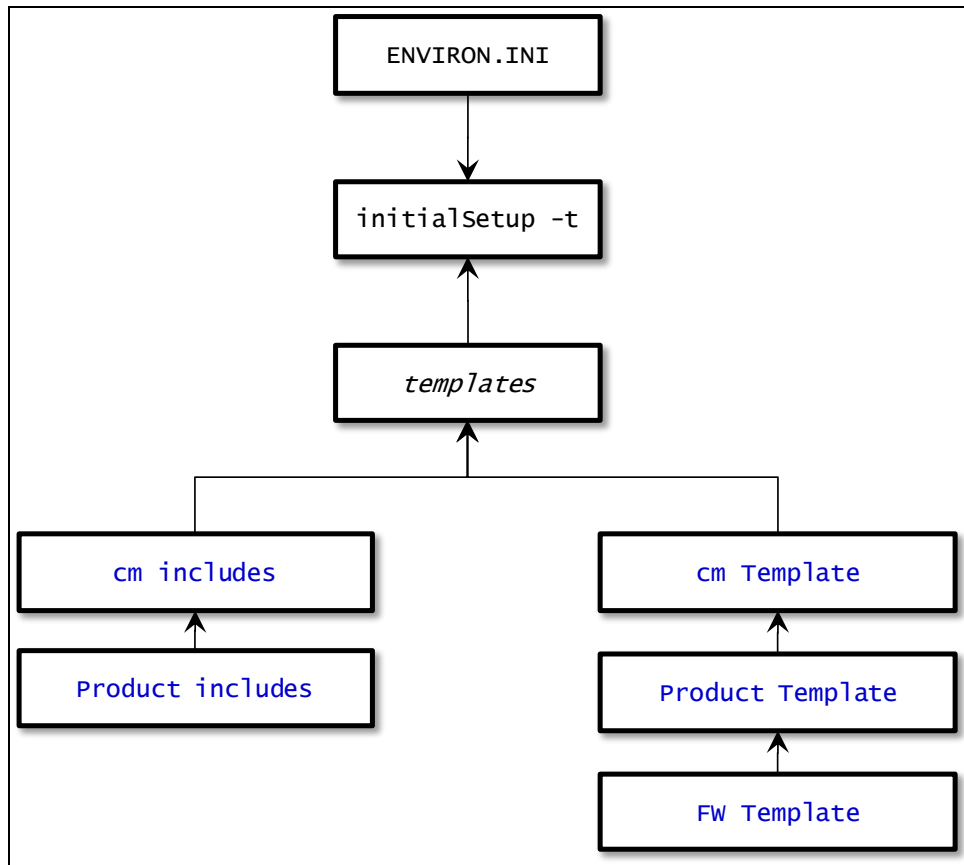 ENVIRON.INI
initialSetup –t
templates
cm includes
cm Template
Product includes
Product Template
FW Template